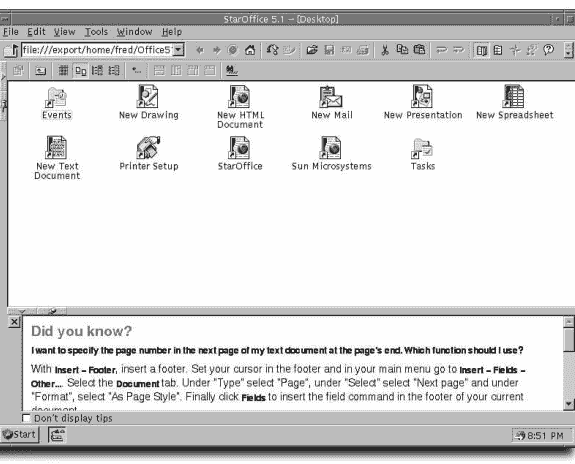 StarOffice 5.1 – [Desktop]
File Edit View Tools Window Help
file:///export/home/fred/Office5
Events New Drawing New HTML Document New Mail New Presentation New Spreadsheet
New Text Document Printer Setup StarOffice Sun Microsystems Tasks
Did you know?
I want to specify the page number in the next page of my text document at the page's end. Which function should I use?
With Insert – Footer, insert a footer. Set your cursor in the footer and in your main menu go to Insert – Fields –
Other... Select the Document tab. Under "Type" select "Page", under "Select" select "Next page" and under
"Format", select "As Page Style". Finally click Fields to insert the field command in the footer of your current
document.
Don't display tips
Start 8:51 PM